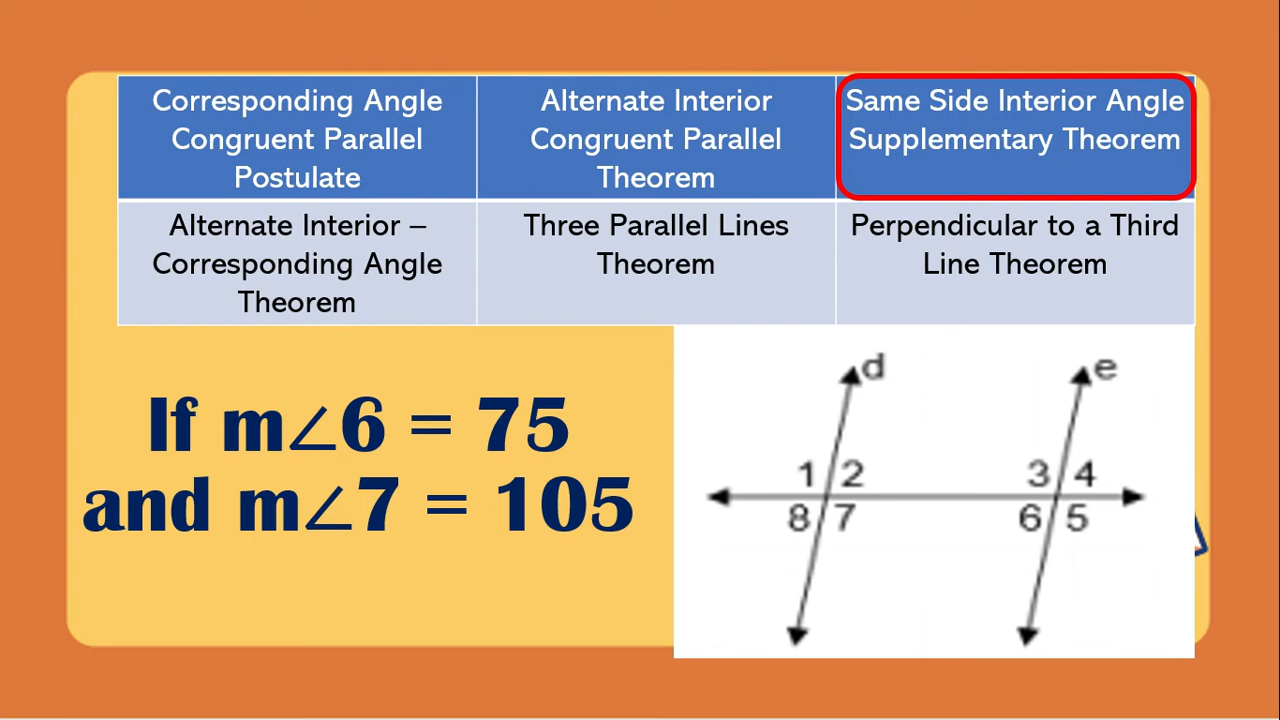 Corresponding Angle
Congruent Parallel
Postulate
Alternate Interior
Congruent Parallel
Theorem
Same Side Interior Angle
Supplementary Theorem
Alternate Interior –
Corresponding Angle
Theorem
Three Parallel Lines
Theorem
Perpendicular to a Third
Line Theorem
If m∠6 = 75
and m∠7 = 105
d e
1 2 3 4
8 7 6 5